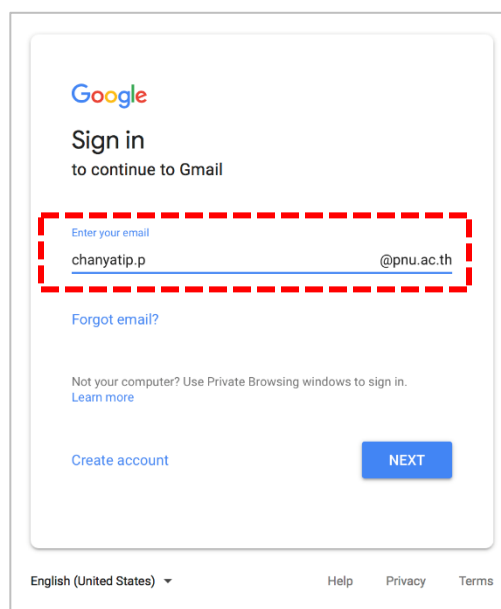 Google
Sign in
to continue to Gmail
Enter your email
chanyatip.p @pnu.ac.th
Forgot email?
Not your computer? Use Private Browsing windows to sign in.
Learn more
Create account NEXT
English (United States) Help Privacy Terms